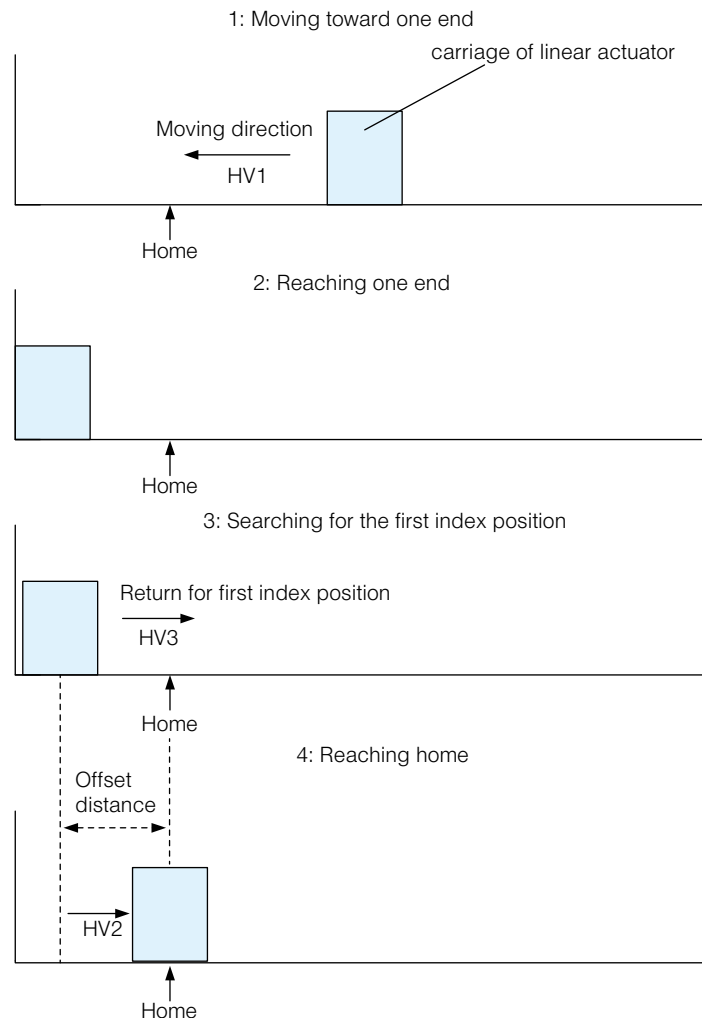 1: Moving toward one end
carriage of linear actuator
Moving direction
HV1
Home
2: Reaching one end
Home
3: Searching for the first index position
Return for first index position
HV3
Home
4: Reaching home
Offset
distance
HV2
Home